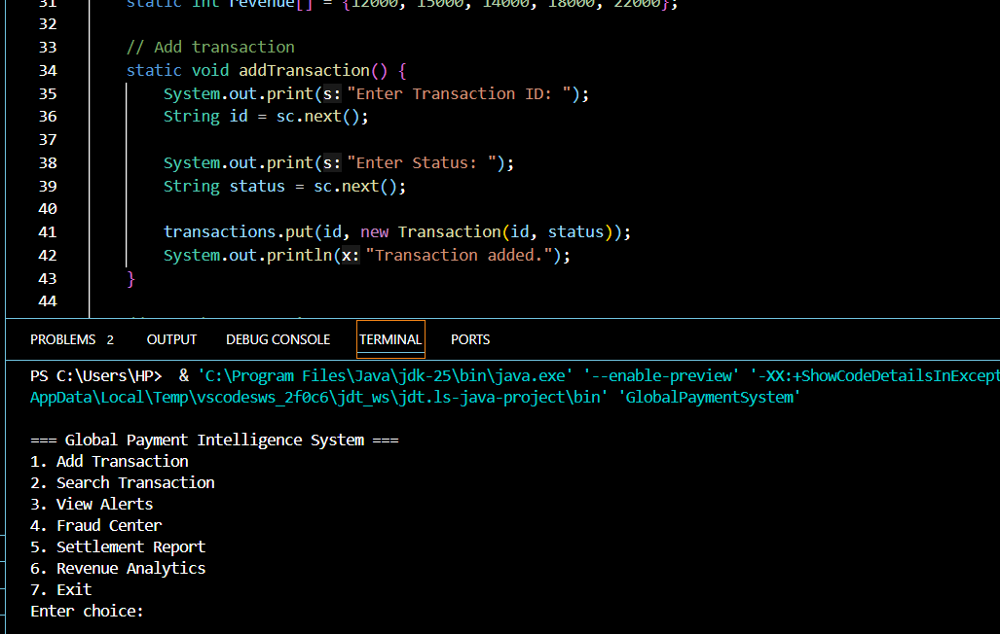 31 static int revenue[] = {12000, 15000, 14000, 18000, 22000};
32
33 // Add transaction
34 static void addTransaction() {
35 System.out.print(s: "Enter Transaction ID: ");
36 String id = sc.next();
37
38 System.out.print(s: "Enter Status: ");
39 String status = sc.next();
40
41 transactions.put(id, new Transaction(id, status));
42 System.out.println(x: "Transaction added.");
43 }
44
PROBLEMS 2 OUTPUT DEBUG CONSOLE TERMINAL PORTS
PS C:\Users\HP> & 'C:\Program Files\Java\jdk-25\bin\java.exe' '--enable-preview' '-XX:+ShowCodeDetailsInExcept
AppData\Local\Temp\vscodesws_2f0c6\jdt_ws\jdt.ls-java-project\bin' 'GlobalPaymentSystem'
=== Global Payment Intelligence System ===
1. Add Transaction
2. Search Transaction
3. View Alerts
4. Fraud Center
5. Settlement Report
6. Revenue Analytics
7. Exit
Enter choice: